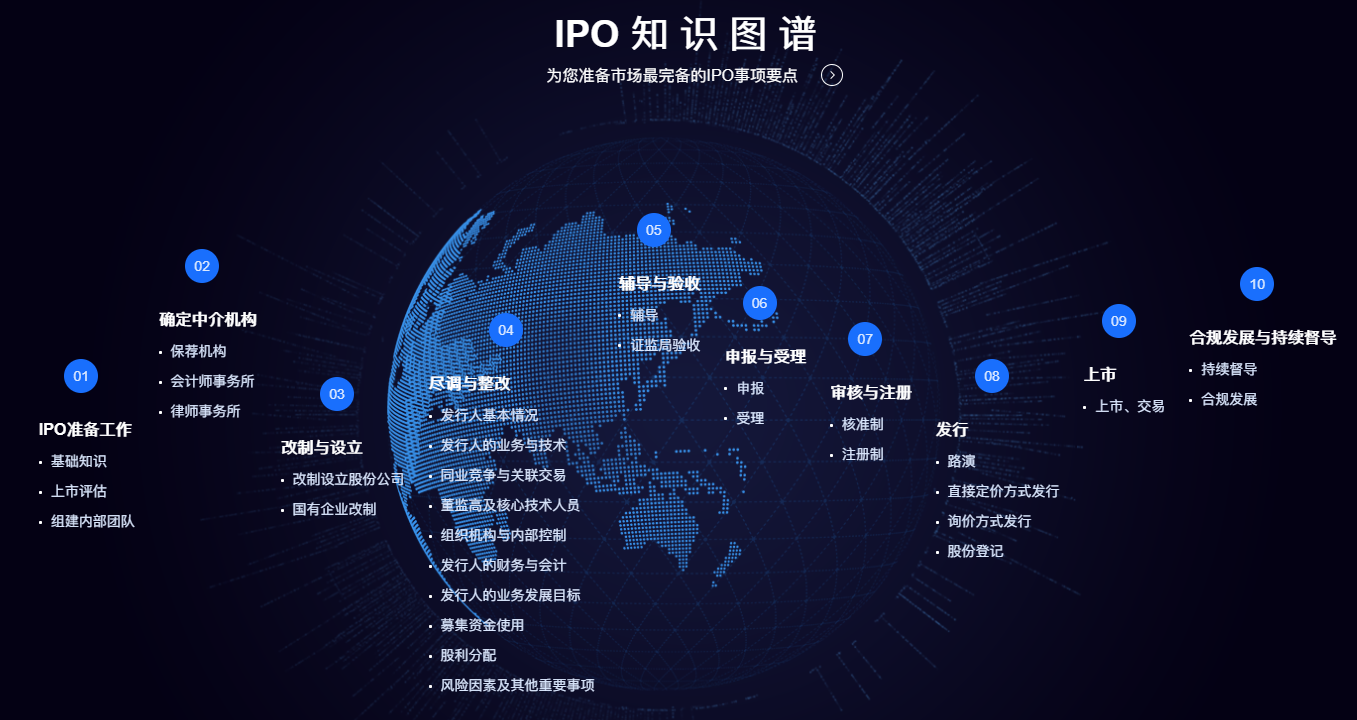 IPO 知 识 图 谱
为您准备市场最完备的IPO事项要点
01
IPO准备工作
基础知识
上市评估
组建内部团队
02
确定中介机构
保荐机构
会计师事务所
律师事务所
03
改制与设立
改制设立股份公司
国有企业改制
04
尽调与整改
发行人基本情况
发行人的业务与技术
同业竞争与关联交易
董监高及核心技术人员
组织机构与内部控制
发行人的财务与会计
发行人的业务发展目标
募集资金使用
股利分配
风险因素及其他重要事项
05
辅导与验收
辅导
证监局验收
06
申报与受理
申报
受理
07
审核与注册
核准制
注册制
08
发行
路演
直接定价方式发行
询价方式发行
股份登记
09
上市
上市、交易
10
合规发展与持续督导
持续督导
合规发展